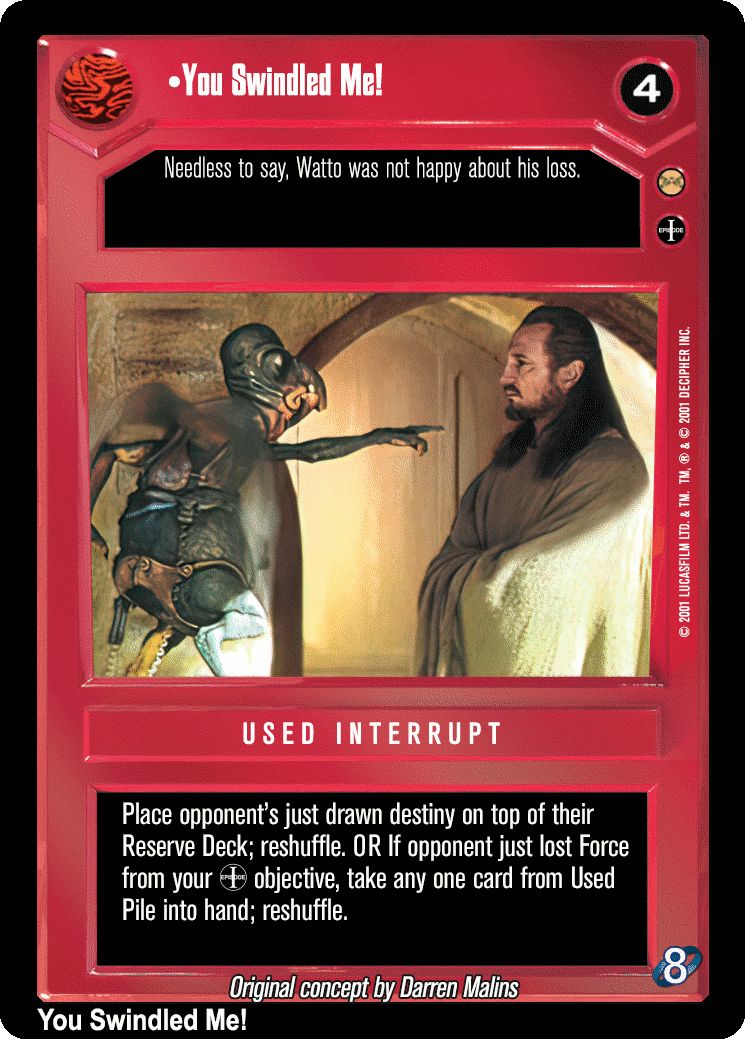 •You Swindled Me!
4
Needless to say, Watto was not happy about his loss.
EPISODE I
© 2001 LUCASFILM LTD. & TM. TM, ® & © 2001 DECIPHER INC.
USED INTERRUPT
Place opponent's just drawn destiny on top of their
Reserve Deck; reshuffle. OR If opponent just lost Force
from your EPISODE I objective, take any one card from Used
Pile into hand; reshuffle.
8
Original concept by Darren Malins
You Swindled Me!